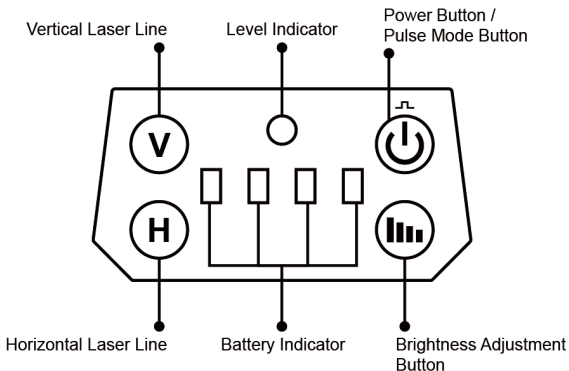 Vertical Laser Line
Level Indicator
Power Button /
Pulse Mode Button
V
H
Horizontal Laser Line
Battery Indicator
Brightness Adjustment
Button